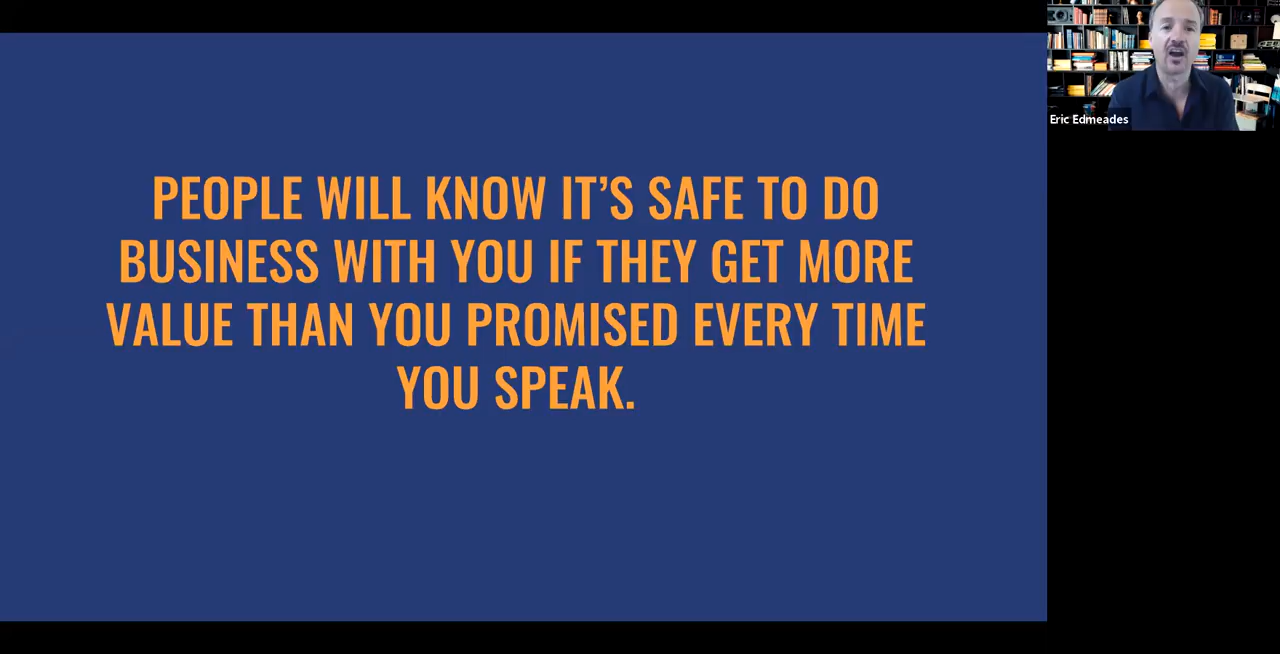 PEOPLE WILL KNOW IT’S SAFE TO DO
BUSINESS WITH YOU IF THEY GET MORE
VALUE THAN YOU PROMISED EVERY TIME
YOU SPEAK.
Eric Edmeades